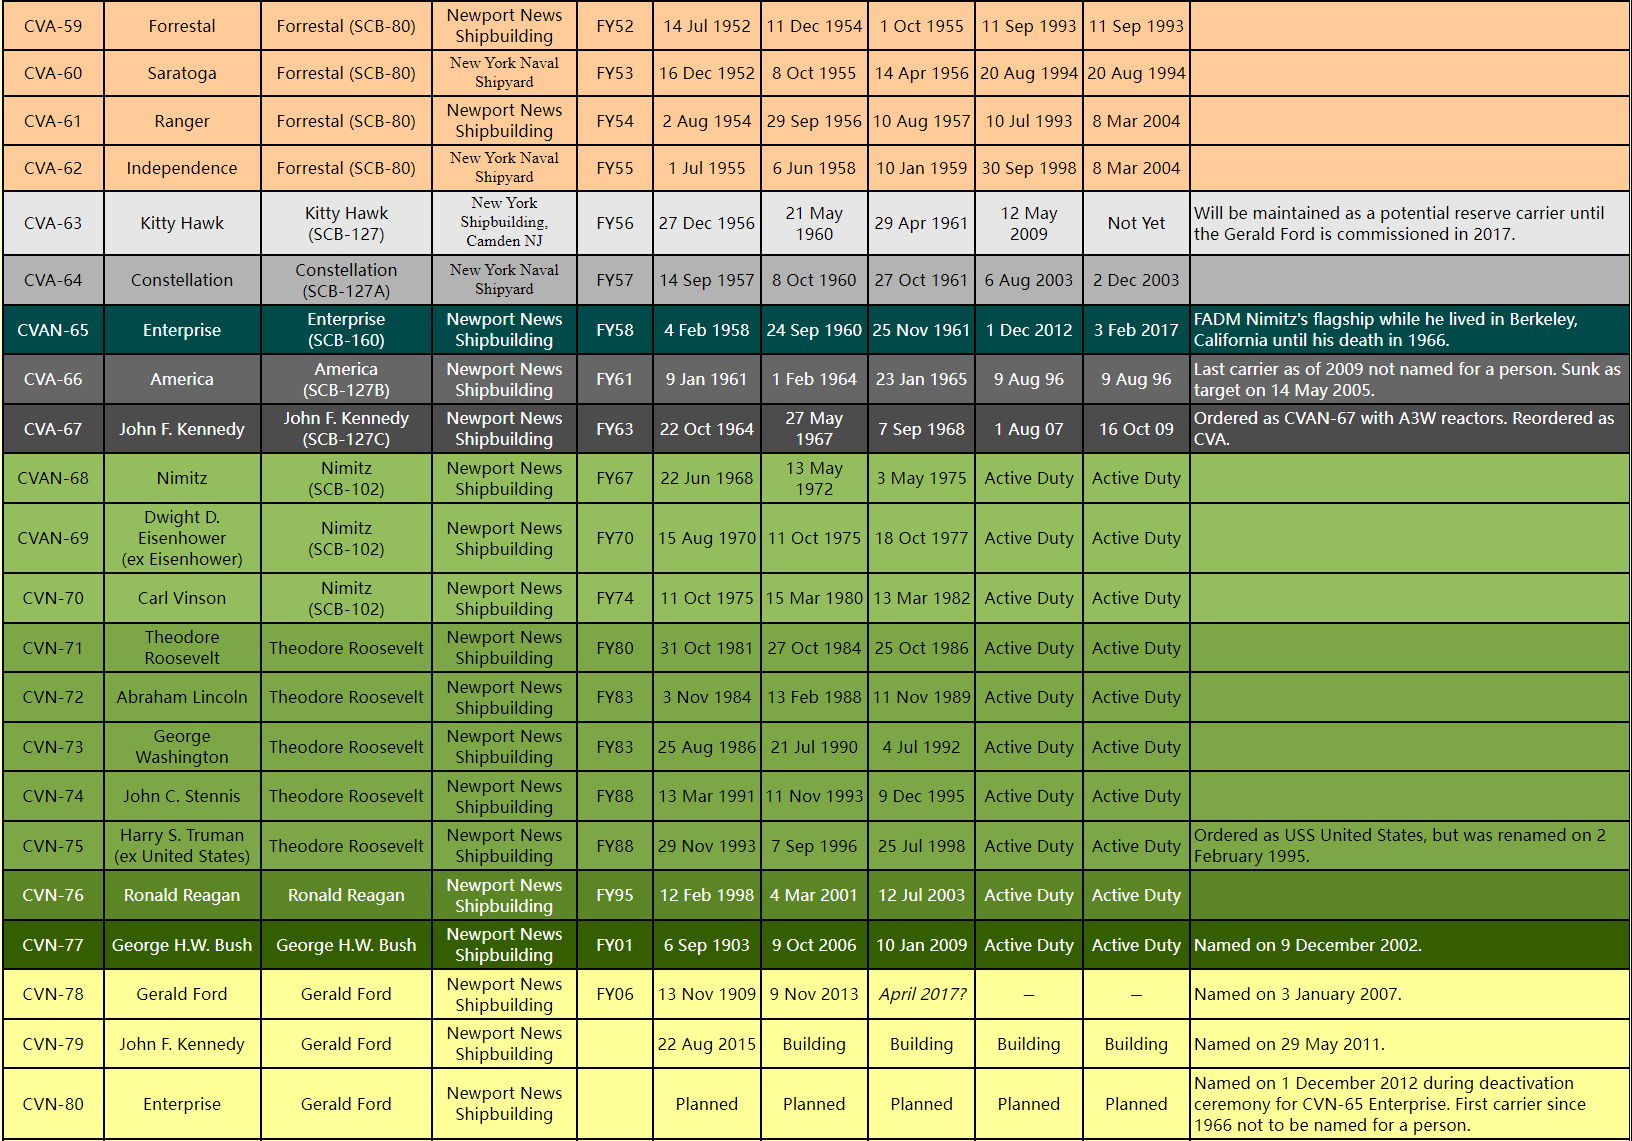 CVA-59 Forrestal Forrestal (SCB-80) Newport News Shipbuilding FY52 14 Jul 1952 11 Dec 1954 1 Oct 1955 11 Sep 1993 11 Sep 1993
CVA-60 Saratoga Forrestal (SCB-80) New York Naval Shipyard FY53 16 Dec 1952 8 Oct 1955 14 Apr 1956 20 Aug 1994 20 Aug 1994
CVA-61 Ranger Forrestal (SCB-80) Newport News Shipbuilding FY54 2 Aug 1954 29 Sep 1956 10 Aug 1957 10 Jul 1993 8 Mar 2004
CVA-62 Independence Forrestal (SCB-80) New York Naval Shipyard FY55 1 Jul 1955 6 Jun 1958 10 Jan 1959 30 Sep 1998 8 Mar 2004
CVA-63 Kitty Hawk Kitty Hawk (SCB-127) New York Shipbuilding, Camden NJ FY56 27 Dec 1956 21 May 1960 29 Apr 1961 12 May 2009 Not Yet Will be maintained as a potential reserve carrier until the Gerald Ford is commissioned in 2017.
CVA-64 Constellation Constellation (SCB-127A) New York Naval Shipyard FY57 14 Sep 1957 8 Oct 1960 27 Oct 1961 6 Aug 2003 2 Dec 2003
CVAN-65 Enterprise Enterprise (SCB-160) Newport News Shipbuilding FY58 4 Feb 1958 24 Sep 1960 25 Nov 1961 1 Dec 2012 3 Feb 2017 FADM Nimitz's flagship while he lived in Berkeley, California until his death in 1966.
CVA-66 America America (SCB-127B) Newport News Shipbuilding FY61 9 Jan 1961 1 Feb 1964 23 Jan 1965 9 Aug 96 9 Aug 96 Last carrier as of 2009 not named for a person. Sunk as target on 14 May 2005.
CVA-67 John F. Kennedy John F. Kennedy (SCB-127C) Newport News Shipbuilding FY63 22 Oct 1964 27 May 1967 7 Sep 1968 1 Aug 07 16 Oct 09 Ordered as CVAN-67 with A3W reactors. Reordered as CVA.
CVAN-68 Nimitz Nimitz (SCB-102) Newport News Shipbuilding FY67 22 Jun 1968 13 May 1972 3 May 1975 Active Duty Active Duty
CVAN-69 Dwight D. Eisenhower (ex Eisenhower) Nimitz (SCB-102) Newport News Shipbuilding FY70 15 Aug 1970 11 Oct 1975 18 Oct 1977 Active Duty Active Duty
CVN-70 Carl Vinson Nimitz (SCB-102) Newport News Shipbuilding FY74 11 Oct 1975 15 Mar 1980 13 Mar 1982 Active Duty Active Duty
CVN-71 Theodore Roosevelt Theodore Roosevelt Newport News Shipbuilding FY80 31 Oct 1981 27 Oct 1984 25 Oct 1986 Active Duty Active Duty
CVN-72 Abraham Lincoln Theodore Roosevelt Newport News Shipbuilding FY83 3 Nov 1984 13 Feb 1988 11 Nov 1989 Active Duty Active Duty
CVN-73 George Washington Theodore Roosevelt Newport News Shipbuilding FY83 25 Aug 1986 21 Jul 1990 4 Jul 1992 Active Duty Active Duty
CVN-74 John C. Stennis Theodore Roosevelt Newport News Shipbuilding FY88 13 Mar 1991 11 Nov 1993 9 Dec 1995 Active Duty Active Duty
CVN-75 Harry S. Truman (ex United States) Theodore Roosevelt Newport News Shipbuilding FY88 29 Nov 1993 7 Sep 1996 25 Jul 1998 Active Duty Active Duty Ordered as USS United States, but was renamed on 2 February 1995.
CVN-76 Ronald Reagan Ronald Reagan Newport News Shipbuilding FY95 12 Feb 1998 4 Mar 2001 12 Jul 2003 Active Duty Active Duty
CVN-77 George H.W. Bush George H.W. Bush Newport News Shipbuilding FY01 6 Sep 1903 9 Oct 2006 10 Jan 2009 Active Duty Active Duty Named on 9 December 2002.
CVN-78 Gerald Ford Gerald Ford Newport News Shipbuilding FY06 13 Nov 1909 9 Nov 2013 April 2017? – – Named on 3 January 2007.
CVN-79 John F. Kennedy Gerald Ford Newport News Shipbuilding 22 Aug 2015 Building Building Building Building Named on 29 May 2011.
CVN-80 Enterprise Gerald Ford Newport News Shipbuilding Planned Planned Planned Planned Planned Named on 1 December 2012 during deactivation ceremony for CVN-65 Enterprise. First carrier since 1966 not to be named for a person.